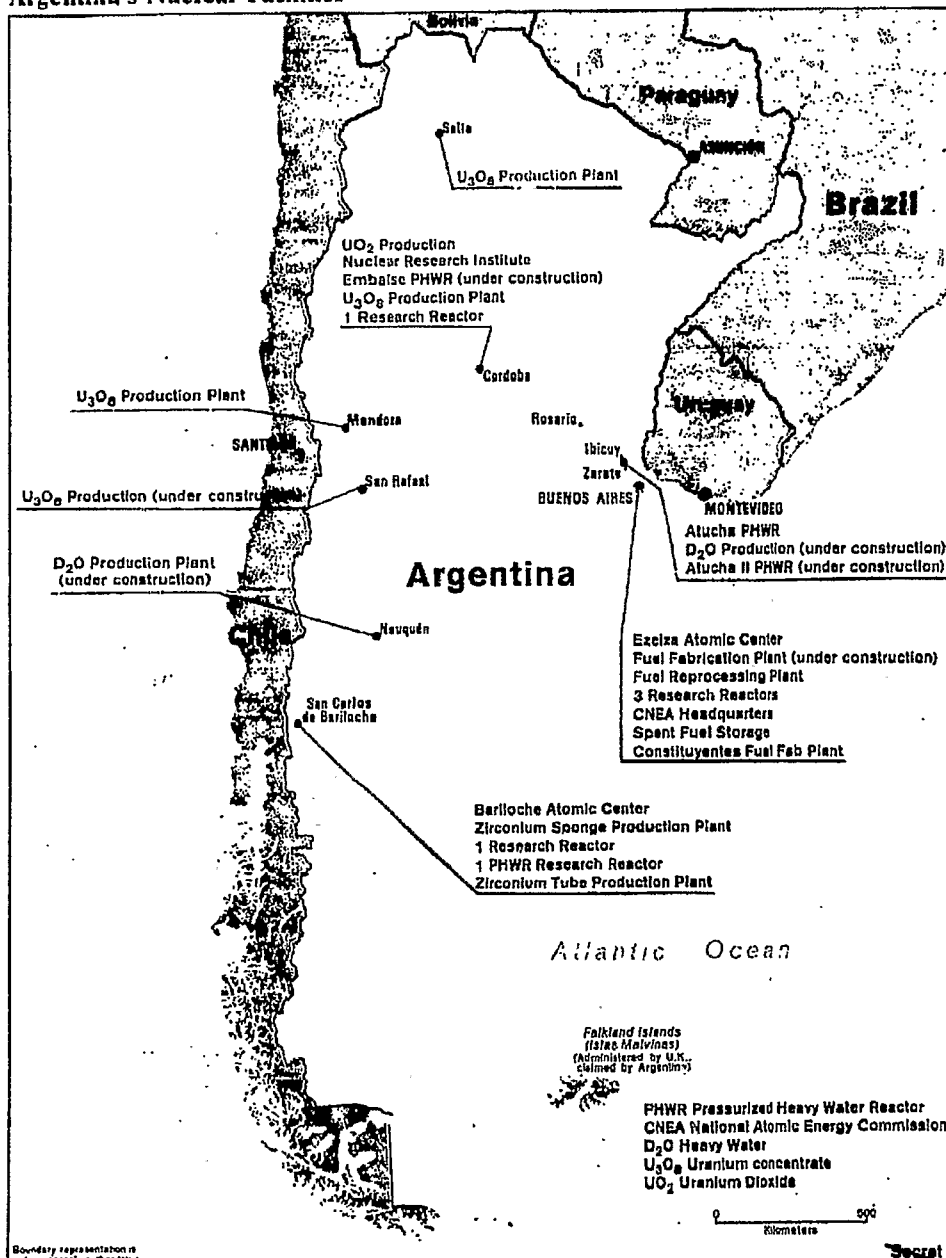 Argentina's Nuclear Facilities
Bolivia
Paraguay
Salta
ASUNCIÓN
U₃O₈ Production Plant
Brazil
UO₂ Production
Nuclear Research Institute
Embalse PHWR (under construction)
U₃O₈ Production Plant
1 Research Reactor
Cordoba
Uruguay
U₃O₈ Production Plant
Mendoza
Rosario
SANTIAGO
Ibicuy
Zarate
San Rafael
BUENOS AIRES
U₃O₈ Production (under construction)
MONTEVIDEO
Atucha PHWR
D₂O Production (under construction)
Atucha II PHWR (under construction)
D₂O Production Plant
(under construction)
Argentina
Chile
Neuquén
Ezeiza Atomic Center
Fuel Fabrication Plant (under construction)
Fuel Reprocessing Plant
3 Research Reactors
CNEA Headquarters
Spent Fuel Storage
Constituyentes Fuel Fab Plant
San Carlos
de Bariloche
Bariloche Atomic Center
Zirconium Sponge Production Plant
1 Research Reactor
1 PHWR Research Reactor
Zirconium Tube Production Plant
Atlantic Ocean
Falkland Islands
(Islas Malvinas)
(Administered by U.K.,
claimed by Argentina)
PHWR Pressurized Heavy Water Reactor
CNEA National Atomic Energy Commission
D₂O Heavy Water
U₃O₈ Uranium concentrate
UO₂ Uranium Dioxide
0 500
Kilometers
Boundary representation is
Secret